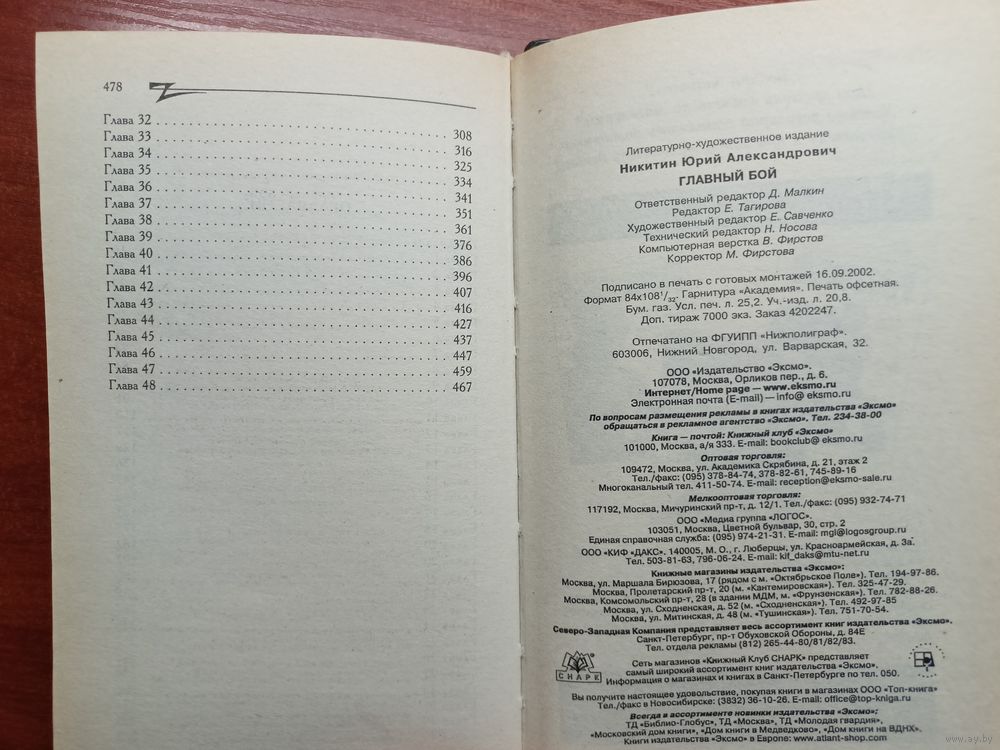 478
Глава 32 . . . . . . . . . . . . . . . . . . . . . . . . . . . . . 308
Глава 33 . . . . . . . . . . . . . . . . . . . . . . . . . . . . . 316
Глава 34 . . . . . . . . . . . . . . . . . . . . . . . . . . . . . 325
Глава 35 . . . . . . . . . . . . . . . . . . . . . . . . . . . . . 334
Глава 36 . . . . . . . . . . . . . . . . . . . . . . . . . . . . . 341
Глава 37 . . . . . . . . . . . . . . . . . . . . . . . . . . . . . 351
Глава 38 . . . . . . . . . . . . . . . . . . . . . . . . . . . . . 361
Глава 39 . . . . . . . . . . . . . . . . . . . . . . . . . . . . . 376
Глава 40 . . . . . . . . . . . . . . . . . . . . . . . . . . . . . 386
Глава 41 . . . . . . . . . . . . . . . . . . . . . . . . . . . . . 396
Глава 42 . . . . . . . . . . . . . . . . . . . . . . . . . . . . . 407
Глава 43 . . . . . . . . . . . . . . . . . . . . . . . . . . . . . 416
Глава 44 . . . . . . . . . . . . . . . . . . . . . . . . . . . . . 427
Глава 45 . . . . . . . . . . . . . . . . . . . . . . . . . . . . . 437
Глава 46 . . . . . . . . . . . . . . . . . . . . . . . . . . . . . 447
Глава 47 . . . . . . . . . . . . . . . . . . . . . . . . . . . . . 459
Глава 48 . . . . . . . . . . . . . . . . . . . . . . . . . . . . . 467
Литературно-художественное издание
Никитин Юрий Александрович
ГЛАВНЫЙ БОЙ
Ответственный редактор Д. Малкин
Редактор Е. Тагирова
Художественный редактор Е. Савченко
Технический редактор Н. Носова
Компьютерная верстка В. Фирстов
Корректор М. Фирстова
Подписано в печать с готовых монтажей 16.09.2002.
Формат 84x108 1/32. Гарнитура «Академия». Печать офсетная.
Бум. газ. Усл. печ. л. 25,2. Уч.-изд. л. 20,8.
Доп. тираж 7000 экз. Заказ 4202247.
Отпечатано на ФГУИПП «Нижполиграф».
603006, Нижний Новгород, ул. Варварская, 32.
ООО «Издательство «Эксмо»
107078, Москва, Орликов пер., д. 6.
Интернет/Home page — www.eksmo.ru
Электронная почта (E-mail) — info@ eksmo.ru
По вопросам размещения рекламы в книгах издательства «Эксмо»
обращаться в рекламное агентство «Эксмо». Тел. 234-38-00
Книга — почтой: Книжный клуб «Эксмо»
101000, Москва, а/я 333. E-mail: bookclub@ eksmo.ru
Оптовая торговля:
109472, Москва, ул. Академика Скрябина, д. 21, этаж 2
Тел./факс: (095) 378-84-74, 378-82-61, 745-89-16
Многоканальный тел. 411-50-74. E-mail: reception@eksmo-sale.ru
Мелкооптовая торговля:
117192, Москва, Мичуринский пр-т, д. 12/1. Тел./факс: (095) 932-74-71
ООО «Медиа группа «ЛОГОС».
103051, Москва, Цветной бульвар, 30, стр. 2
Единая справочная служба: (095) 974-21-31. E-mail: mgl@logosgroup.ru
ООО «КИФ «ДАКС». 140005, М. О., г. Люберцы, ул. Красноармейская, д. 3а.
Тел. 503-81-63, 796-06-24. E-mail: kif_daks@mtu-net.ru
Книжные магазины издательства «Эксмо»:
Москва, ул. Маршала Бирюзова, 17 (рядом с м. «Октябрьское Поле»). Тел. 194-97-86.
Москва, Пролетарский пр-т, 20 (м. «Кантемировская»). Тел. 325-47-29.
Москва, Комсомольский пр-т, 28 (в здании МДМ, м. «Фрунзенская»). Тел. 782-88-26.
Москва, ул. Сходненская, д. 52 (м. «Сходненская»). Тел. 492-97-85
Москва, ул. Митинская, д. 48 (м. «Тушинская»). Тел. 751-70-54.
Северо-Западная Компания представляет весь ассортимент книг издательства «Эксмо».
Санкт-Петербург, пр-т Обуховской Обороны, д. 84Е
Тел. отдела рекламы (812) 265-44-80/81/82/83.
СНАРК
Сеть магазинов «Книжный Клуб СНАРК» представляет
самый широкий ассортимент книг издательства «Эксмо».
Информация о магазинах и книгах в Санкт-Петербурге по тел. 050.
Вы получите настоящее удовольствие, покупая книги в магазинах ООО «Топ-книга»
Тел./факс в Новосибирске: (3832) 36-10-26. E-mail: office@top-kniga.ru
Всегда в ассортименте новинки издательства «Эксмо»:
ТД «Библио-Глобус», ТД «Москва», ТД «Молодая гвардия»,
«Московский дом книги», «Дом книги в Медведково», «Дом книги на ВДНХ».
Книги издательства «Эксмо» в Европе: www.atlant-shop.com
www.ay.by